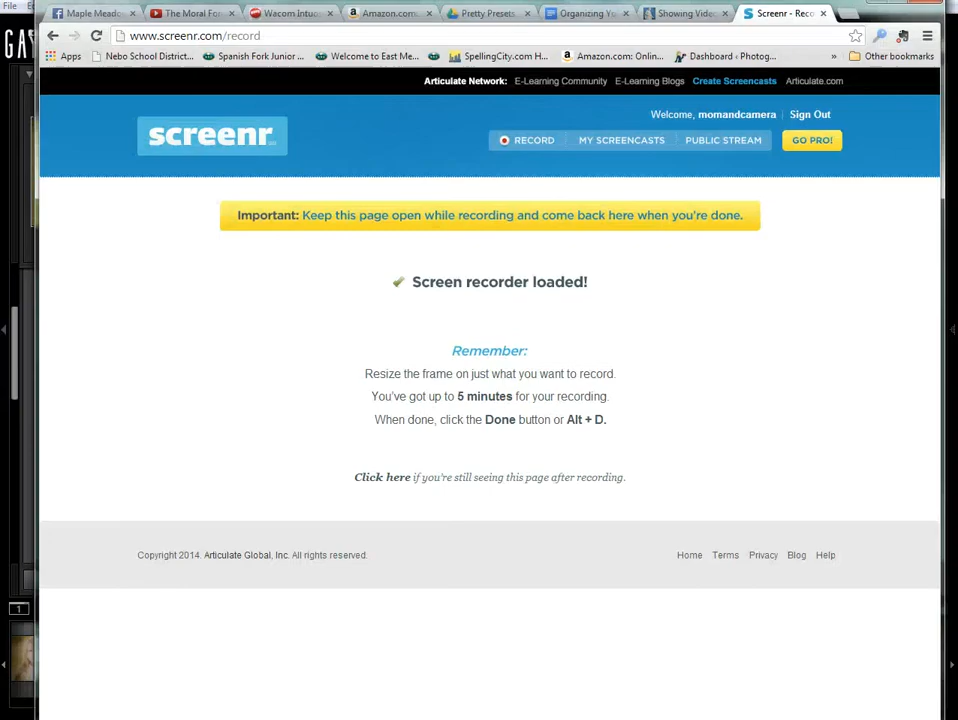 File E
GA
Maple Meadow
The Moral For
Wacom Intuo
Amazon.com:
Pretty Presets
Organizing Yo
Showing Video
Screenr - Reco
www.screenr.com/record
Apps Nebo School District... Spanish Fork Junior ... Welcome to East Me... SpellingCity.com H... Amazon.com: Onlin... Dashboard ‹ Photog... » Other bookmarks
Articulate Network: E-Learning Community E-Learning Blogs Create Screencasts Articulate.com
Welcome, momandcamera Sign Out
screenr
RECORD MY SCREENCASTS PUBLIC STREAM GO PRO!
Important: Keep this page open while recording and come back here when you're done.
Screen recorder loaded!
Remember:
Resize the frame on just what you want to record.
You've got up to 5 minutes for your recording.
When done, click the Done button or Alt + D.
Click here if you're still seeing this page after recording.
Copyright 2014. Articulate Global, Inc. All rights reserved. Home Terms Privacy Blog Help
1